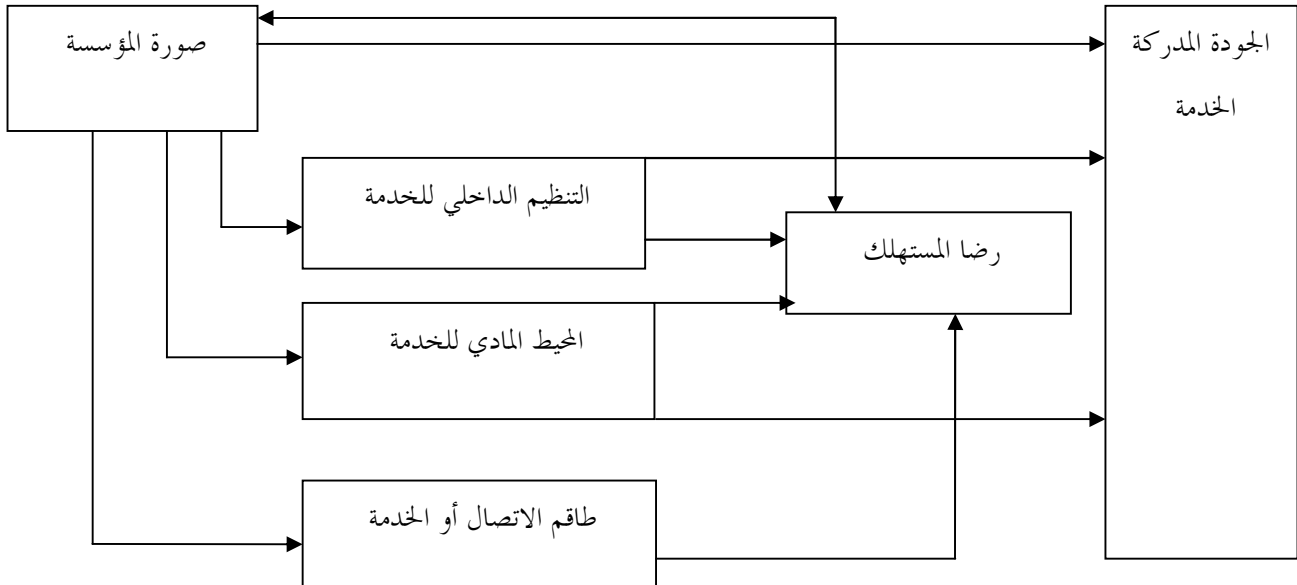 صورة المؤسسة
الجودة المدركة
الخدمة
التنظيم الداخلي للخدمة
رضا المستهلك
المحيط المادي للخدمة
طاقم الاتصال أو الخدمة